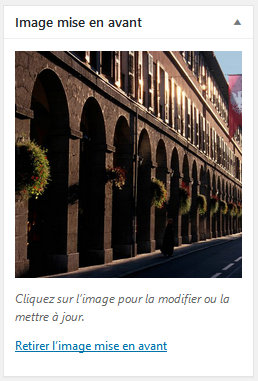 Image mise en avant
Cliquez sur l’image pour la modifier ou la
mettre à jour.
Retirer l’image mise en avant